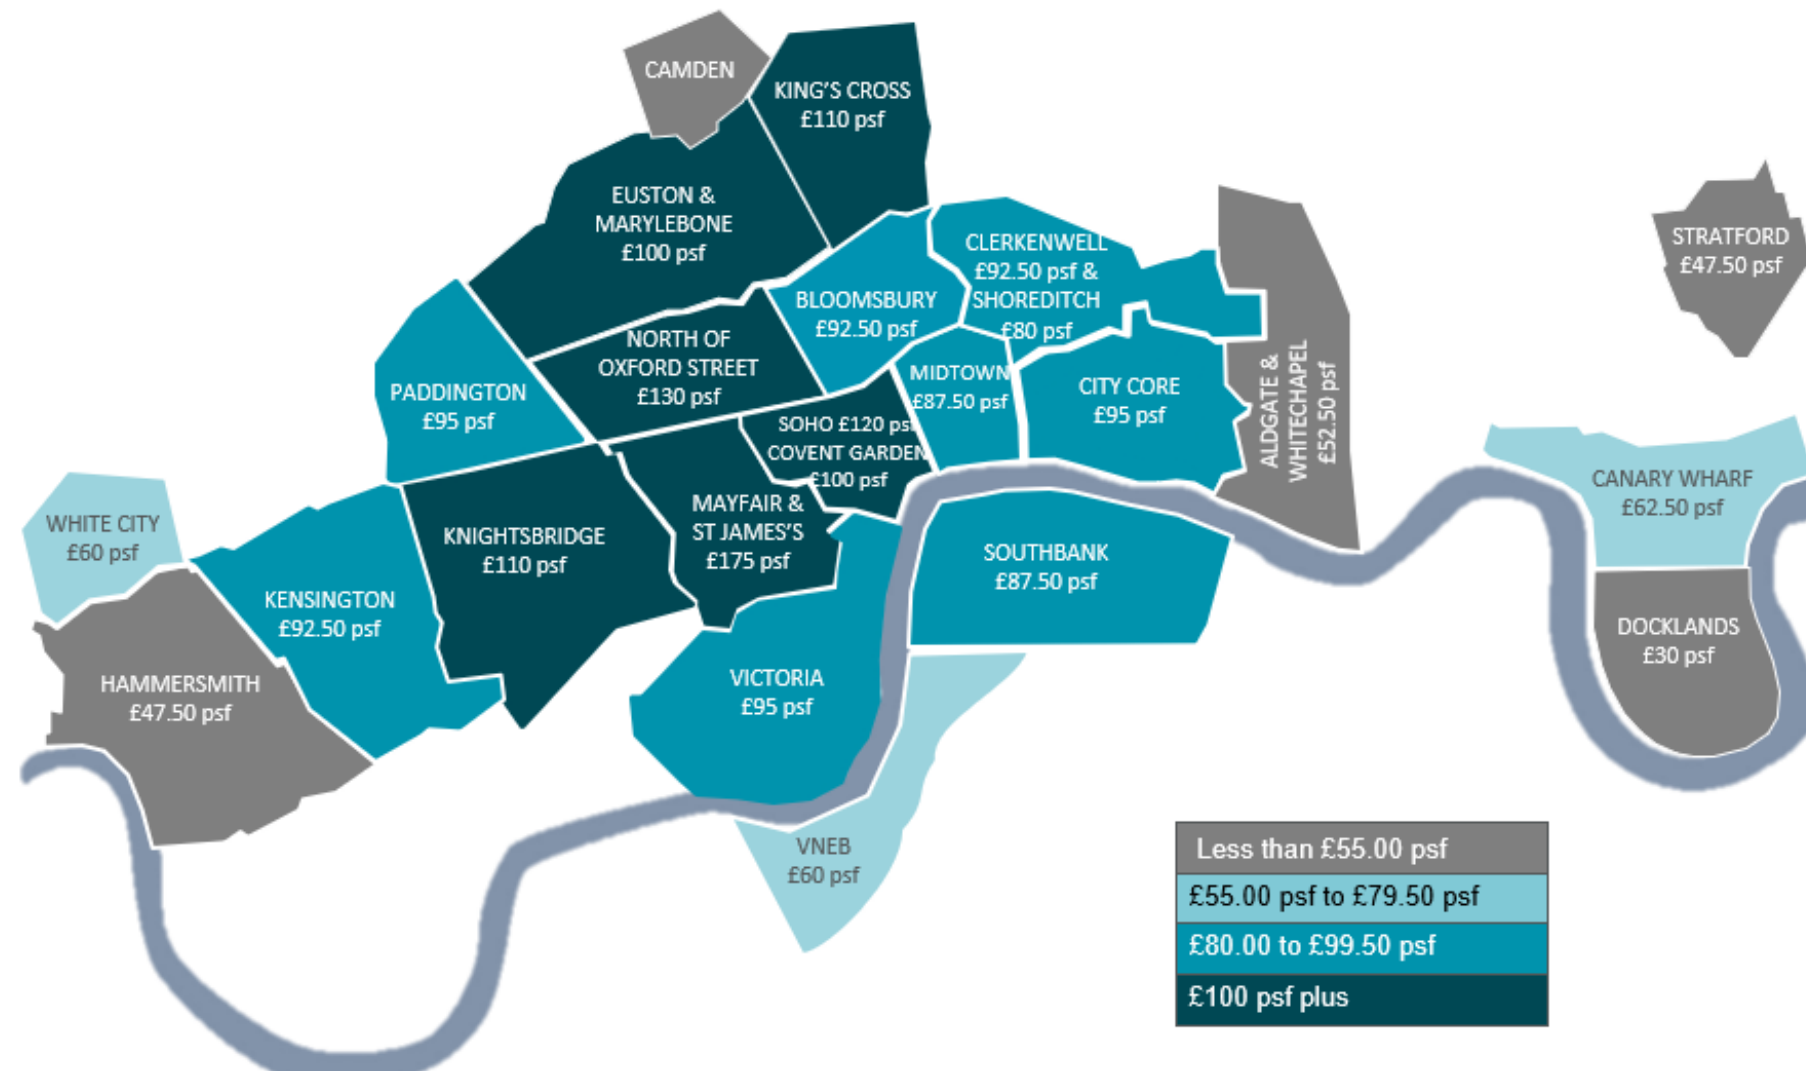 CAMDEN
KING'S CROSS
£110 psf
EUSTON &
MARYLEBONE
£100 psf
CLERKENWELL
£92.50 psf &
SHOREDITCH
£80 psf
STRATFORD
£47.50 psf
BLOOMSBURY
£92.50 psf
NORTH OF
OXFORD STREET
£130 psf
PADDINGTON
£95 psf
MIDTOWN
£87.50 psf
CITY CORE
£95 psf
ALDGATE &
WHITECHAPEL
£52.50 psf
SOHO £120 psf
COVENT GARDEN
£100 psf
CANARY WHARF
£62.50 psf
WHITE CITY
£60 psf
KNIGHTSBRIDGE
£110 psf
MAYFAIR &
ST JAMES'S
£175 psf
SOUTHBANK
£87.50 psf
KENSINGTON
£92.50 psf
DOCKLANDS
£30 psf
HAMMERSMITH
£47.50 psf
VICTORIA
£95 psf
VNEB
£60 psf
Less than £55.00 psf
£55.00 psf to £79.50 psf
£80.00 to £99.50 psf
£100 psf plus